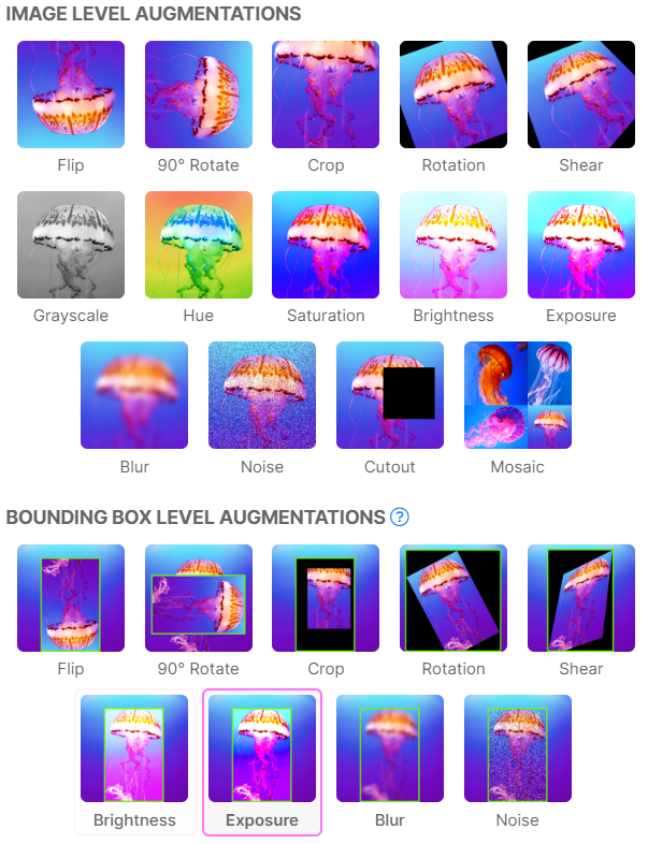 IMAGE LEVEL AUGMENTATIONS
Flip 90° Rotate Crop Rotation Shear
Grayscale Hue Saturation Brightness Exposure
Blur Noise Cutout Mosaic
BOUNDING BOX LEVEL AUGMENTATIONS ?
Flip 90° Rotate Crop Rotation Shear
Brightness Exposure Blur Noise